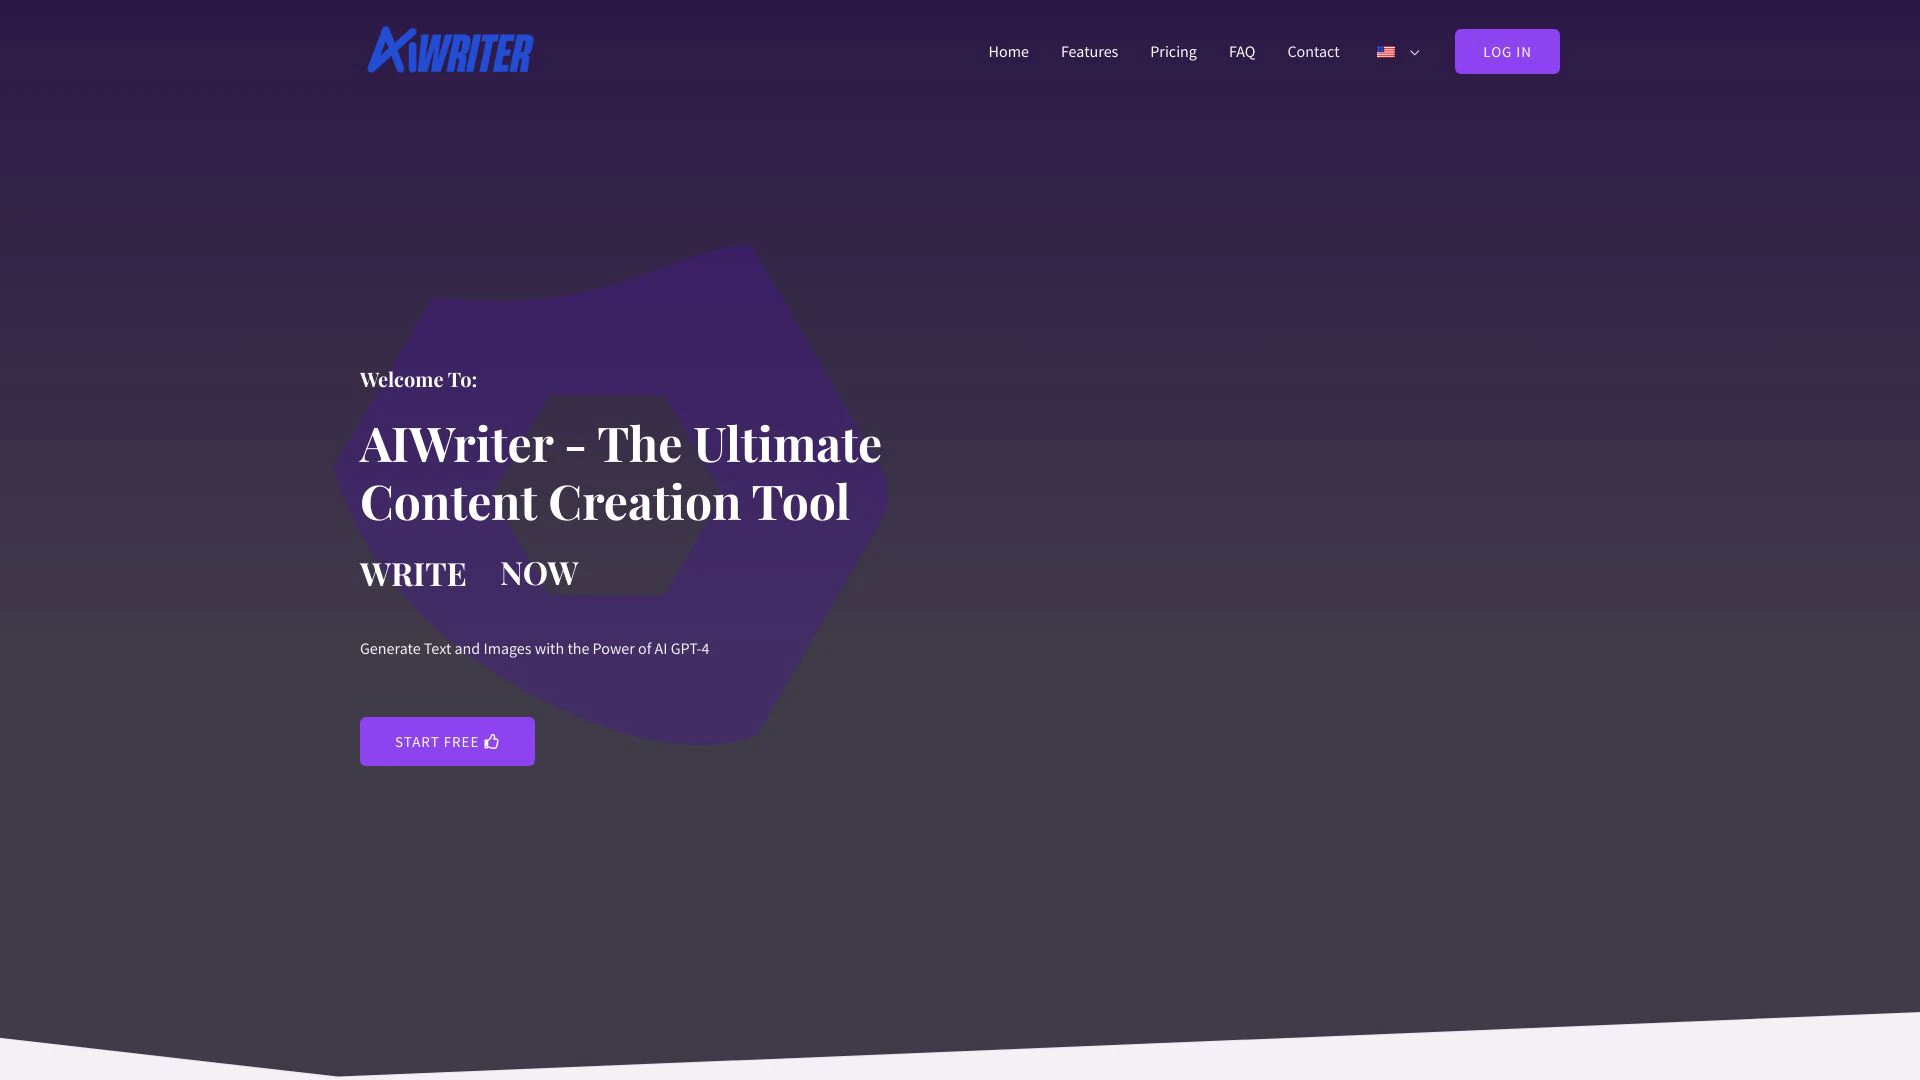 AiWRITER
Home Features Pricing FAQ Contact LOG IN
Welcome To:
AIWriter - The Ultimate
Content Creation Tool
WRITE NOW
Generate Text and Images with the Power of AI GPT-4
START FREE